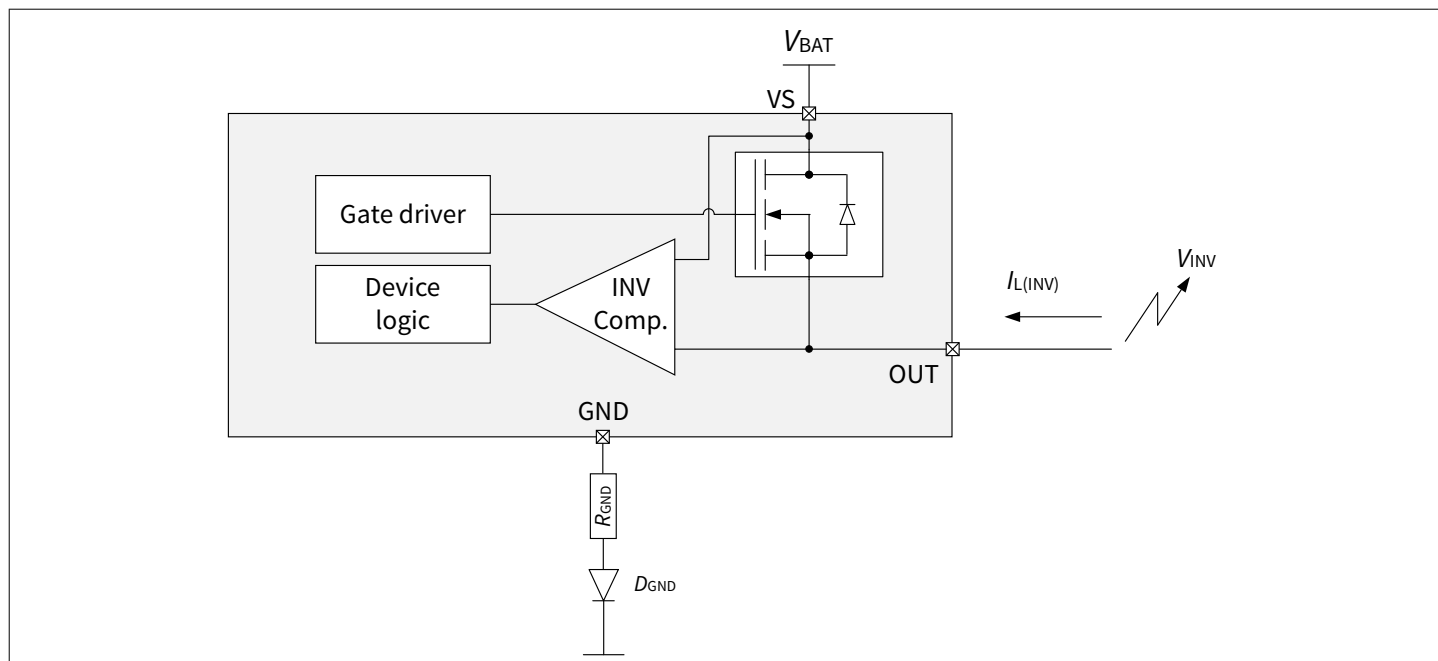 VBAT
VS
Gate driver
Device
logic
INV
Comp.
VINV
IL(INV)
OUT
GND
RGND
DGND